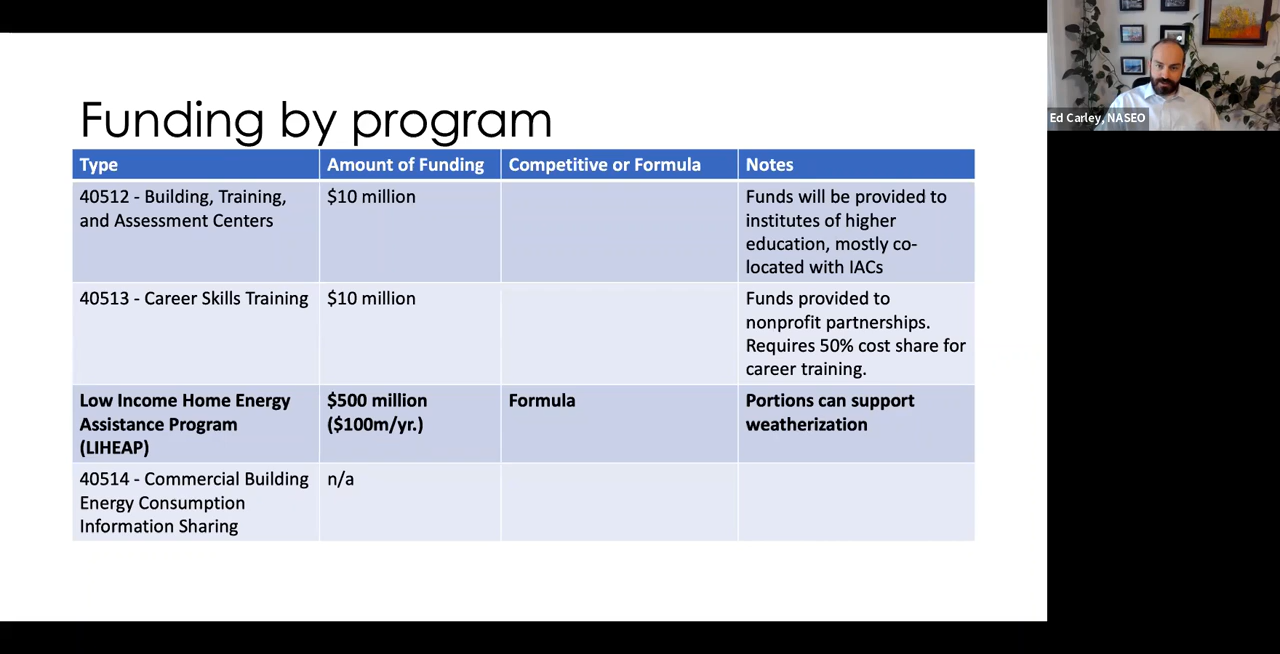 Funding by program
Type
Amount of Funding
Competitive or Formula
Notes
40512 - Building, Training,
and Assessment Centers
$10 million
Funds will be provided to
institutes of higher
education, mostly co-
located with IACs
40513 - Career Skills Training
$10 million
Funds provided to
nonprofit partnerships.
Requires 50% cost share for
career training.
Low Income Home Energy
Assistance Program
(LIHEAP)
$500 million
($100m/yr.)
Formula
Portions can support
weatherization
40514 - Commercial Building
Energy Consumption
Information Sharing
n/a
Ed Carley, NASEO